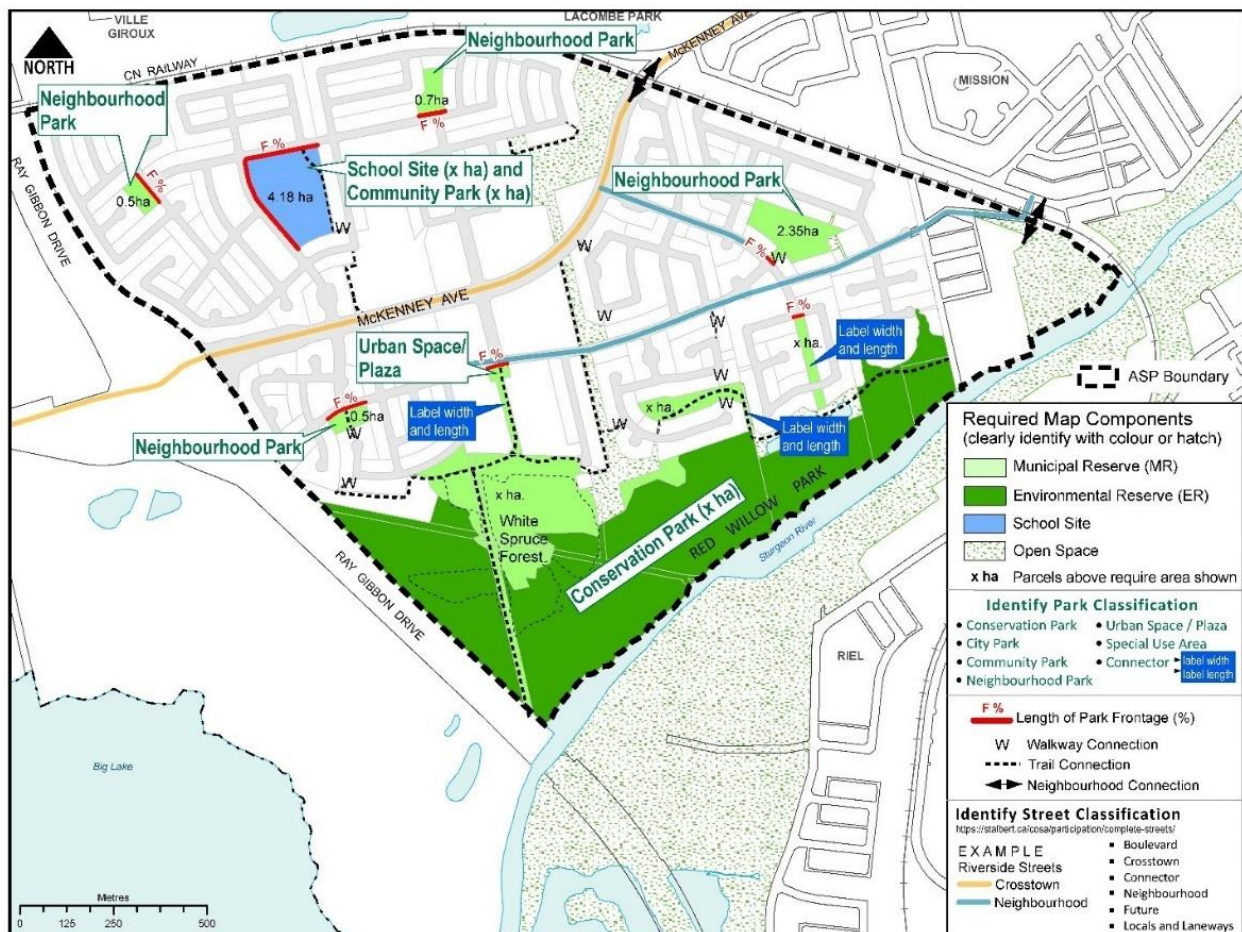 VILLE
GIROUX
LACOMBE PARK
McKENNEY AVE
NORTH
CN RAILWAY
Neighbourhood Park
MISSION
0.7ha
F %
Neighbourhood
Park
F %
F %
0.5ha
4.18 ha
School Site (x ha) and
Community Park (x ha)
W
Neighbourhood Park
2.35ha
F %
W
RAY GIBBON DRIVE
W
McKENNEY AVE
W
W
F %
x ha.
Label width
and length
Urban Space/
Plaza
F %
ASP Boundary
F %
0.5ha
W
Neighbourhood Park
Label width
and length
x ha.
W
W
W
Label width
and length
W
x ha.
White
Spruce
Forest
Conservation Park (x ha)
RED WILLOW PARK
Sturgeon River
RAY GIBBON DRIVE
RIEL
Big Lake
Metres
0 125 250 500
Required Map Components
(clearly identify with colour or hatch)
Municipal Reserve (MR)
Environmental Reserve (ER)
School Site
Open Space
x ha Parcels above require area shown
Identify Park Classification
• Conservation Park
• City Park
• Community Park
• Neighbourhood Park
• Urban Space / Plaza
• Special Use Area
• Connector
label width
label length
F %
Length of Park Frontage (%)
W Walkway Connection
Trail Connection
Neighbourhood Connection
Identify Street Classification
https://stalbert.ca/cosa/participation/complete-streets/
EXAMPLE
Riverside Streets
Crosstown
Neighbourhood
▪ Boulevard
▪ Crosstown
▪ Connector
▪ Neighbourhood
▪ Future
▪ Locals and Laneways